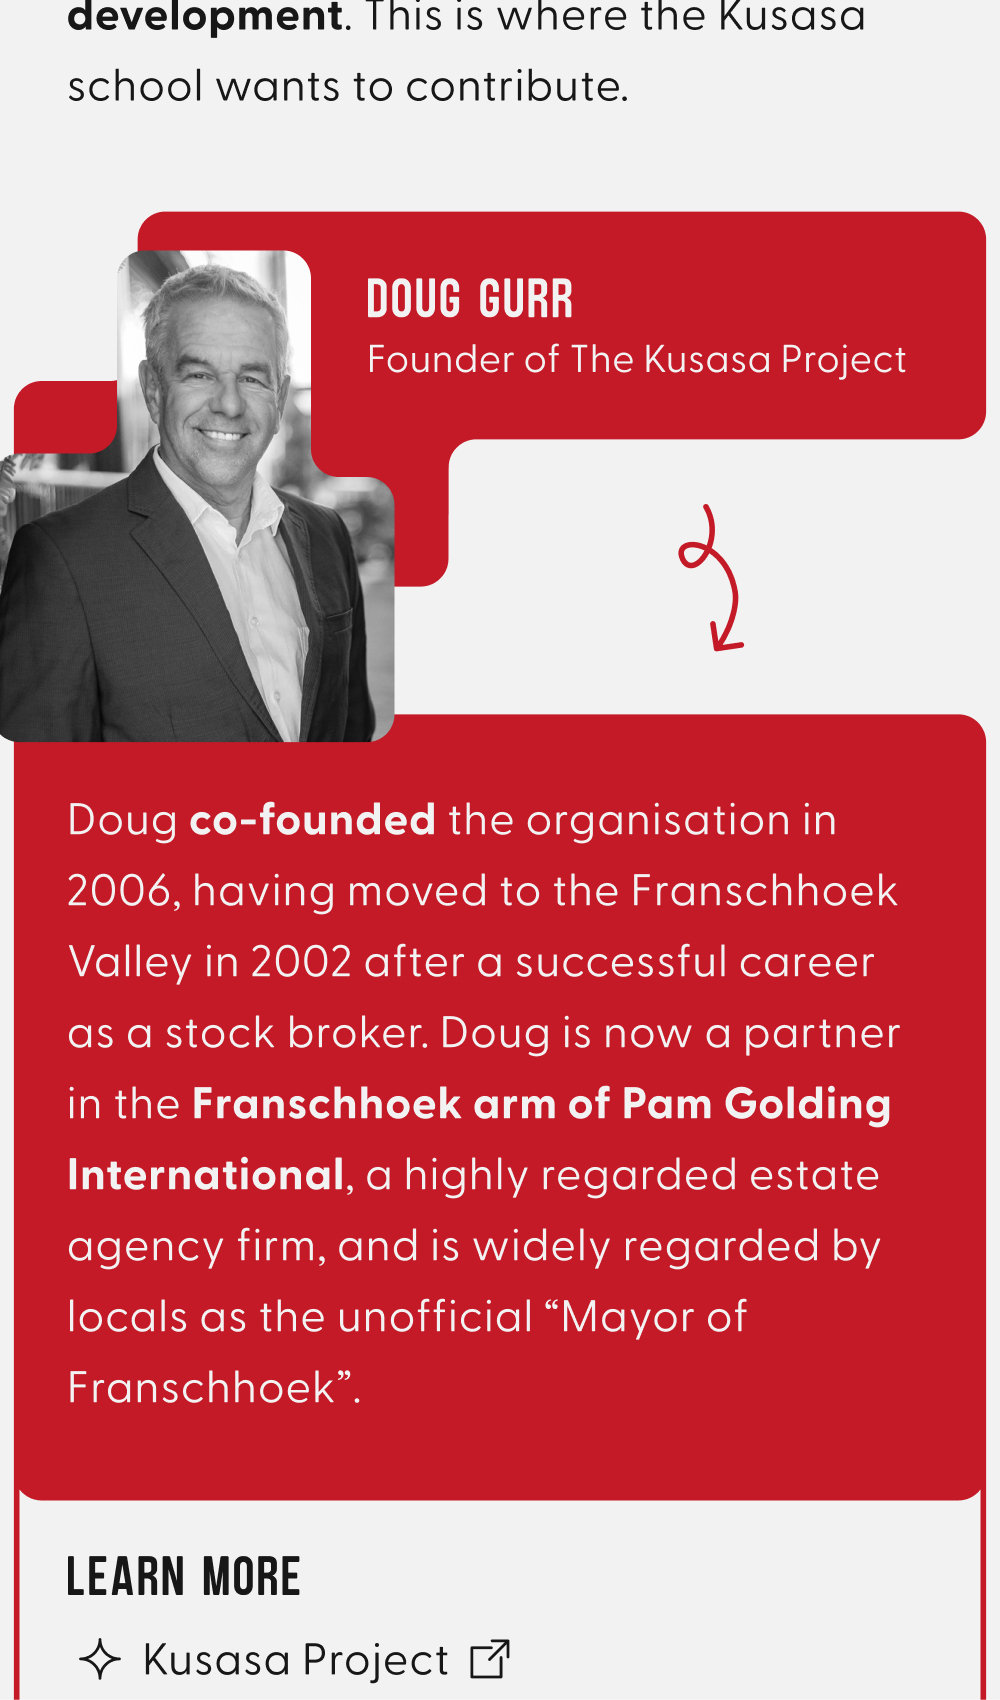 development. This is where the Kusasa
school wants to contribute.
DOUG GURR
Founder of The Kusasa Project
Doug co-founded the organisation in
2006, having moved to the Franschhoek
Valley in 2002 after a successful career
as a stock broker. Doug is now a partner
in the Franschhoek arm of Pam Golding
International, a highly regarded estate
agency firm, and is widely regarded by
locals as the unofficial “Mayor of
Franschhoek”.
LEARN MORE
Kusasa Project